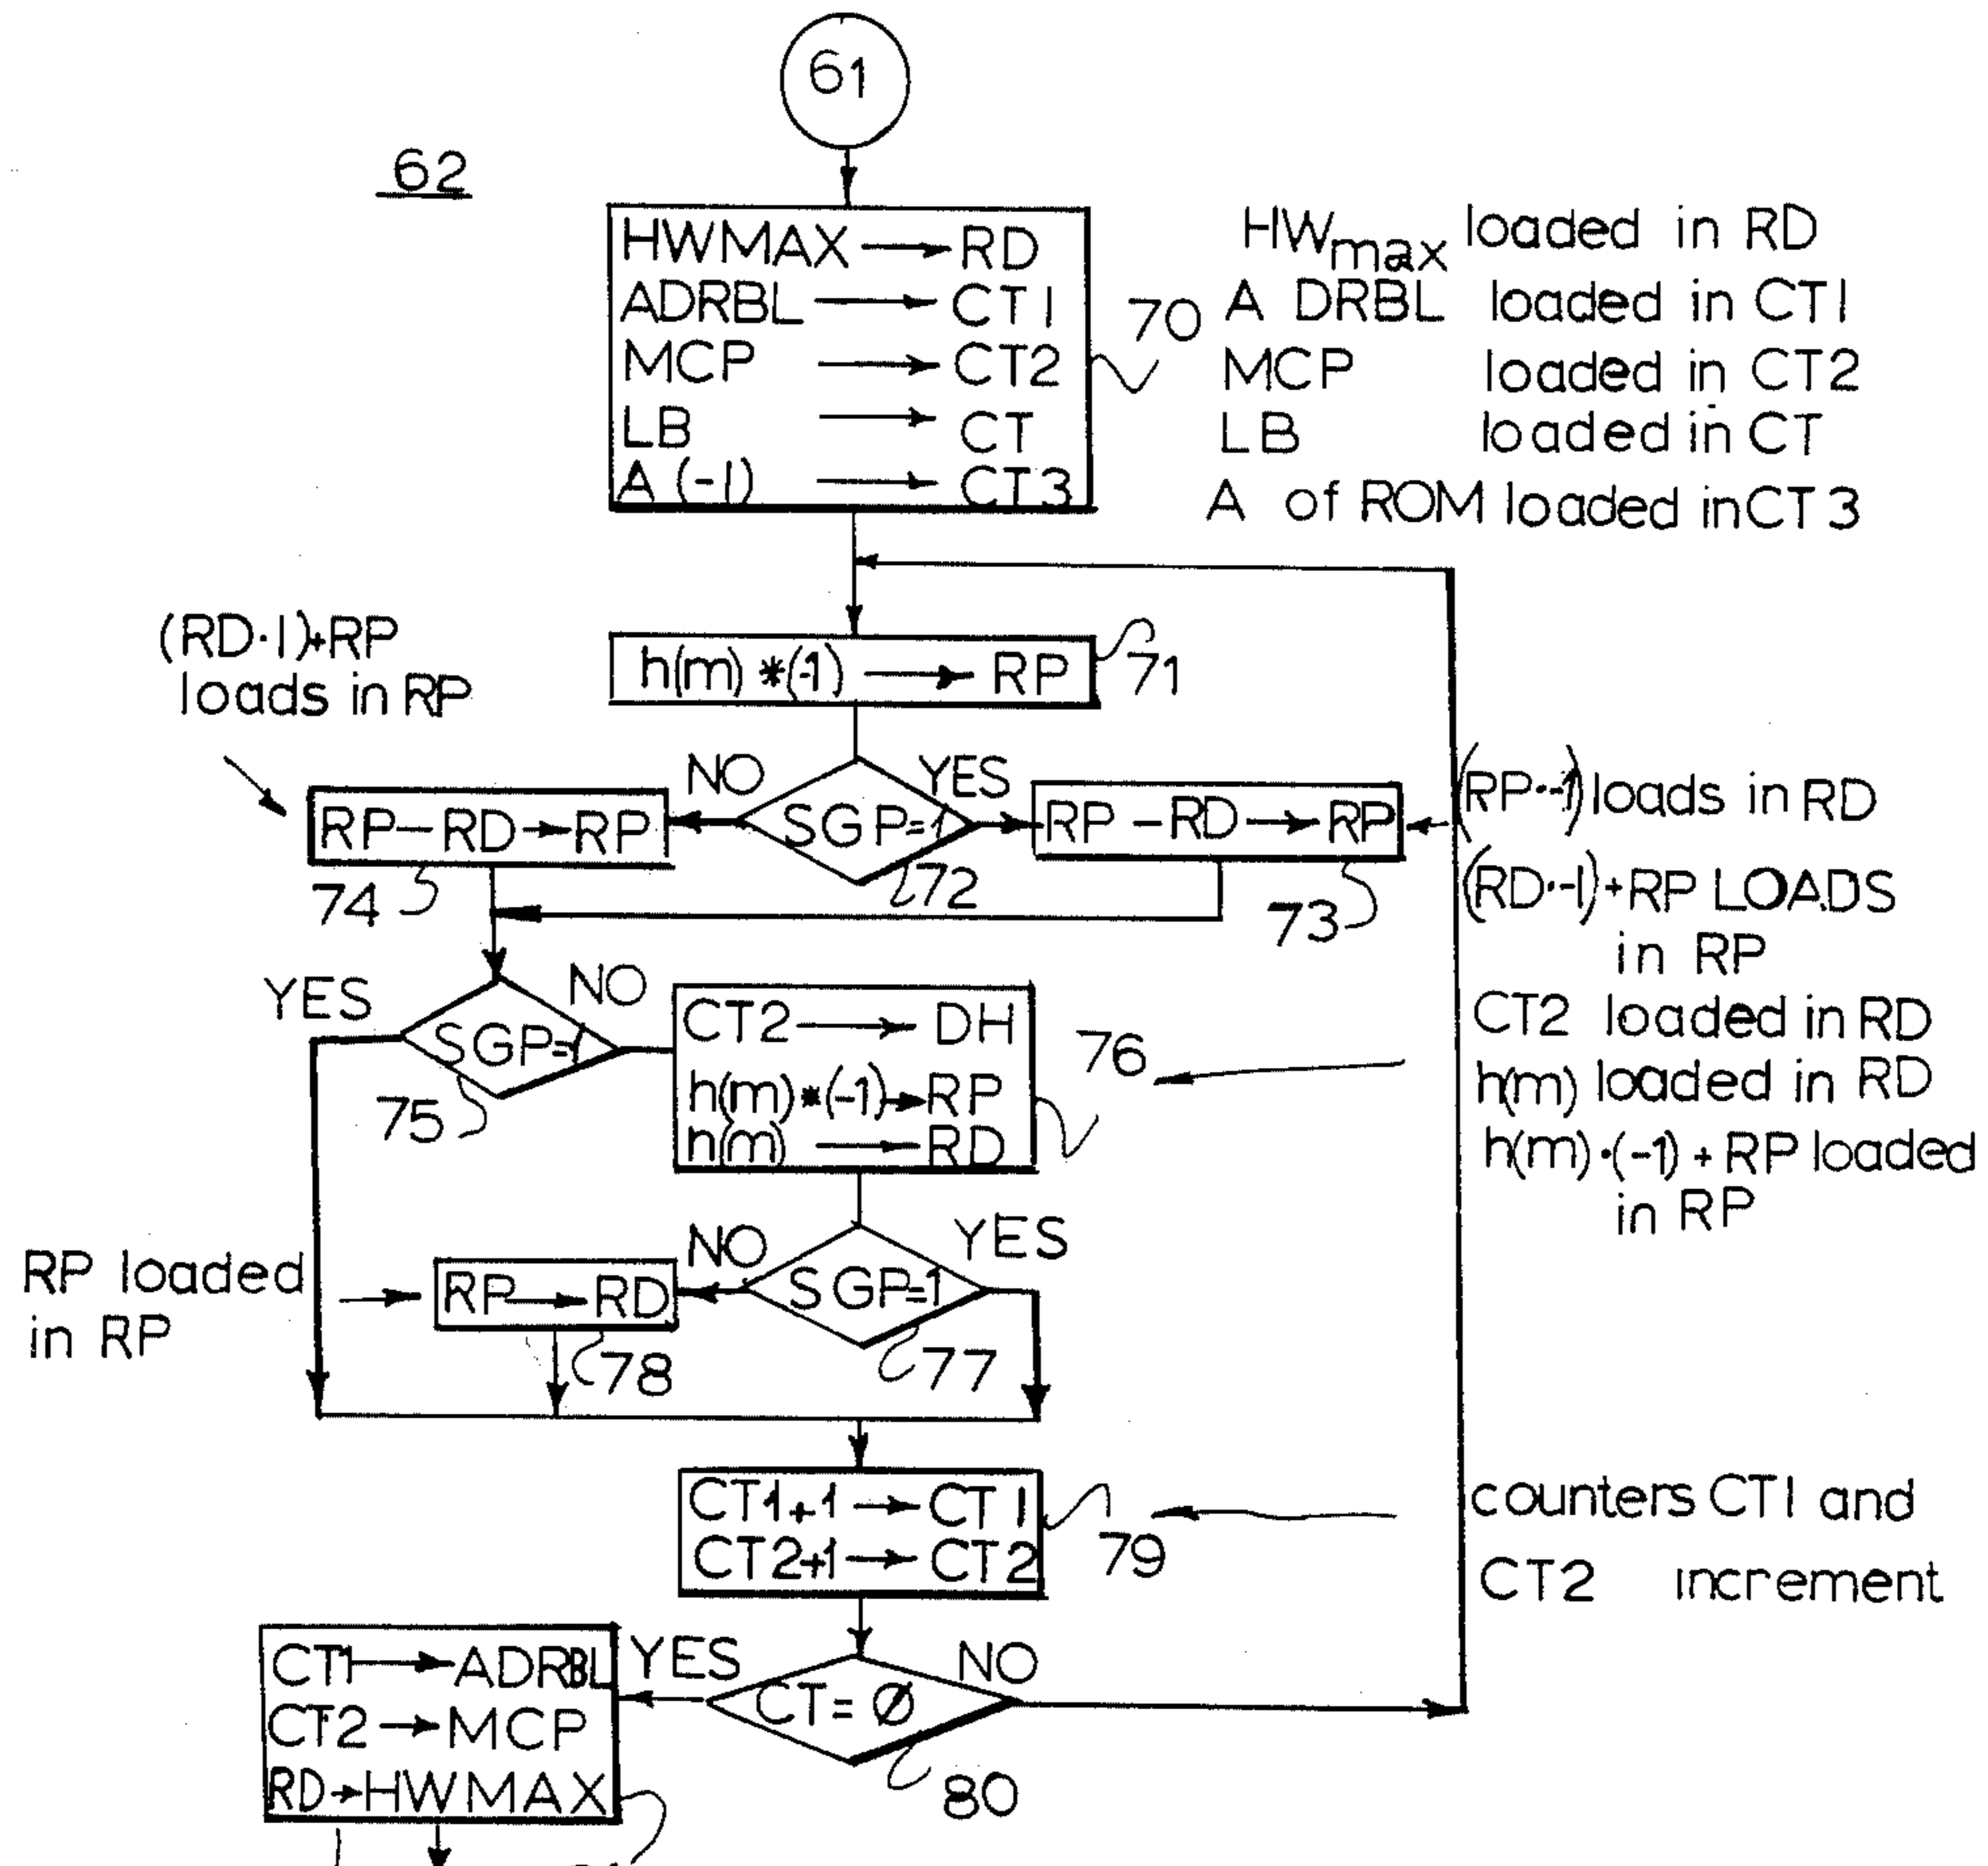 61
62
HWMAX → RD
ADRBL → CT1
MCP → CT2
LB → CT
A (-1) → CT3
70
HWmax loaded in RD
A DRBL loaded in CT1
MCP loaded in CT2
LB loaded in CT
A of ROM loaded in CT3
(RD·1)+RP
loads in RP
h(m) *(-1) → RP
71
NO
YES
RP—RD→RP
SGP=1
RP –RD→RP
74
72
73
(RP·-1) loads in RD
(RD·-1)+RP LOADS
in RP
YES
NO
SGP=1
75
CT2 → DH
h(m)*(-1)→RP
h(m) → RD
76
CT2 loaded in RD
h(m) loaded in RD
h(m)·(-1) + RP loaded
in RP
RP loaded
in RP
NO
YES
RP→RD
SGP=1
78
77
CT1+1 → CT1
CT2+1 → CT2
79
counters CT1 and
CT2 increment
CT1 → ADRBL
CT2 → MCP
RD → HWMAX
YES
NO
CT= Ø
80